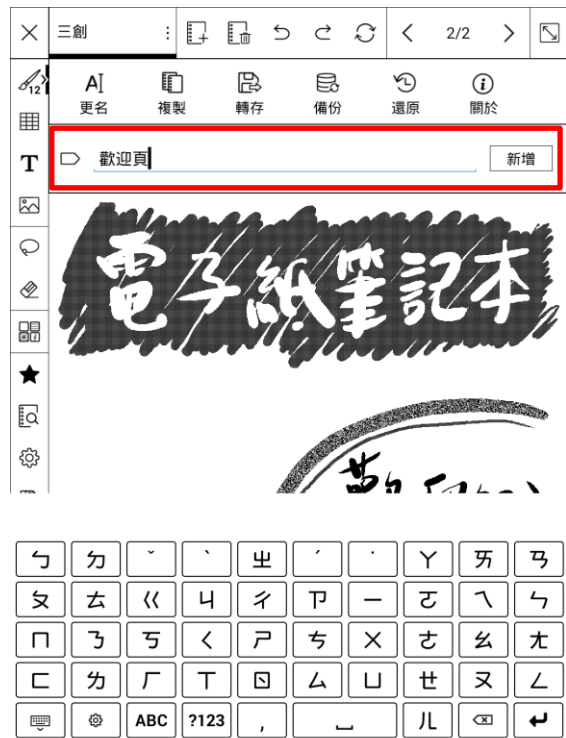 三創 2/2
A 更名 複製 轉存 備份 還原 關於
12
T
歡迎頁 新增
電子紙筆記本
ㄅ ㄉ ˇ ˋ ㄓ ˊ ˙ ㄚ ㄞ ㄢ
ㄆ ㄊ ㄍ ㄐ ㄔ ㄗ ㄧ ㄛ ㄟ ㄣ
ㄇ ㄋ ㄎ ㄑ ㄕ ㄘ ㄨ ㄜ ㄠ ㄤ
ㄈ ㄌ ㄏ ㄒ ㄖ ㄙ ㄩ ㄝ ㄡ ㄥ
ABC ?123 , ㄦ